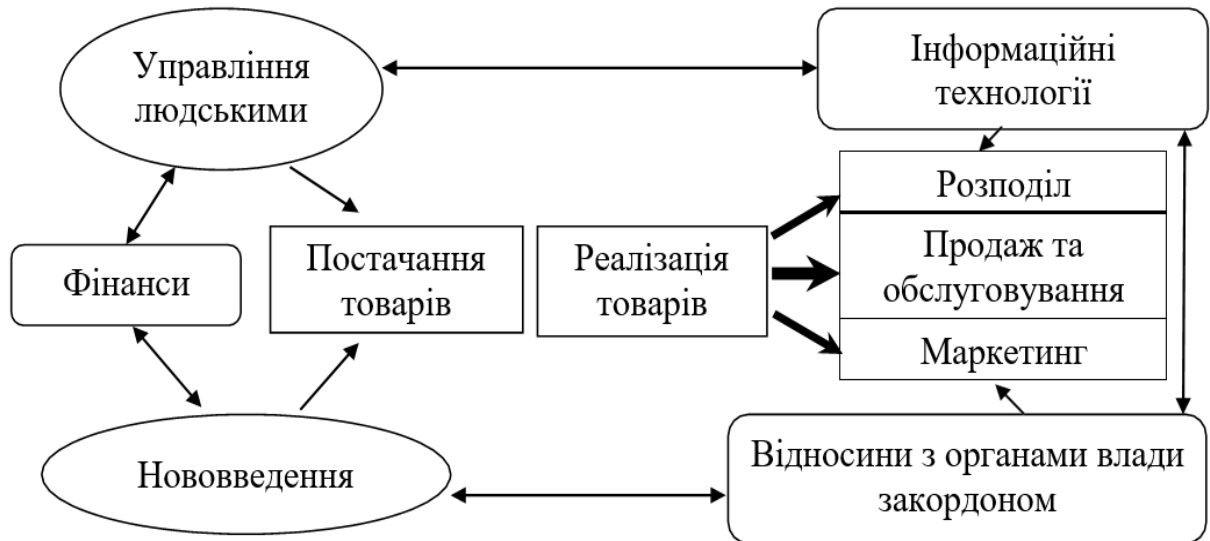 Управління
людськими
Інформаційні
технології
Розподіл
Фінанси
Постачання
товарів
Реалізація
товарів
Продаж та
обслуговування
Маркетинг
Нововведення
Відносини з органами влади
закордоном